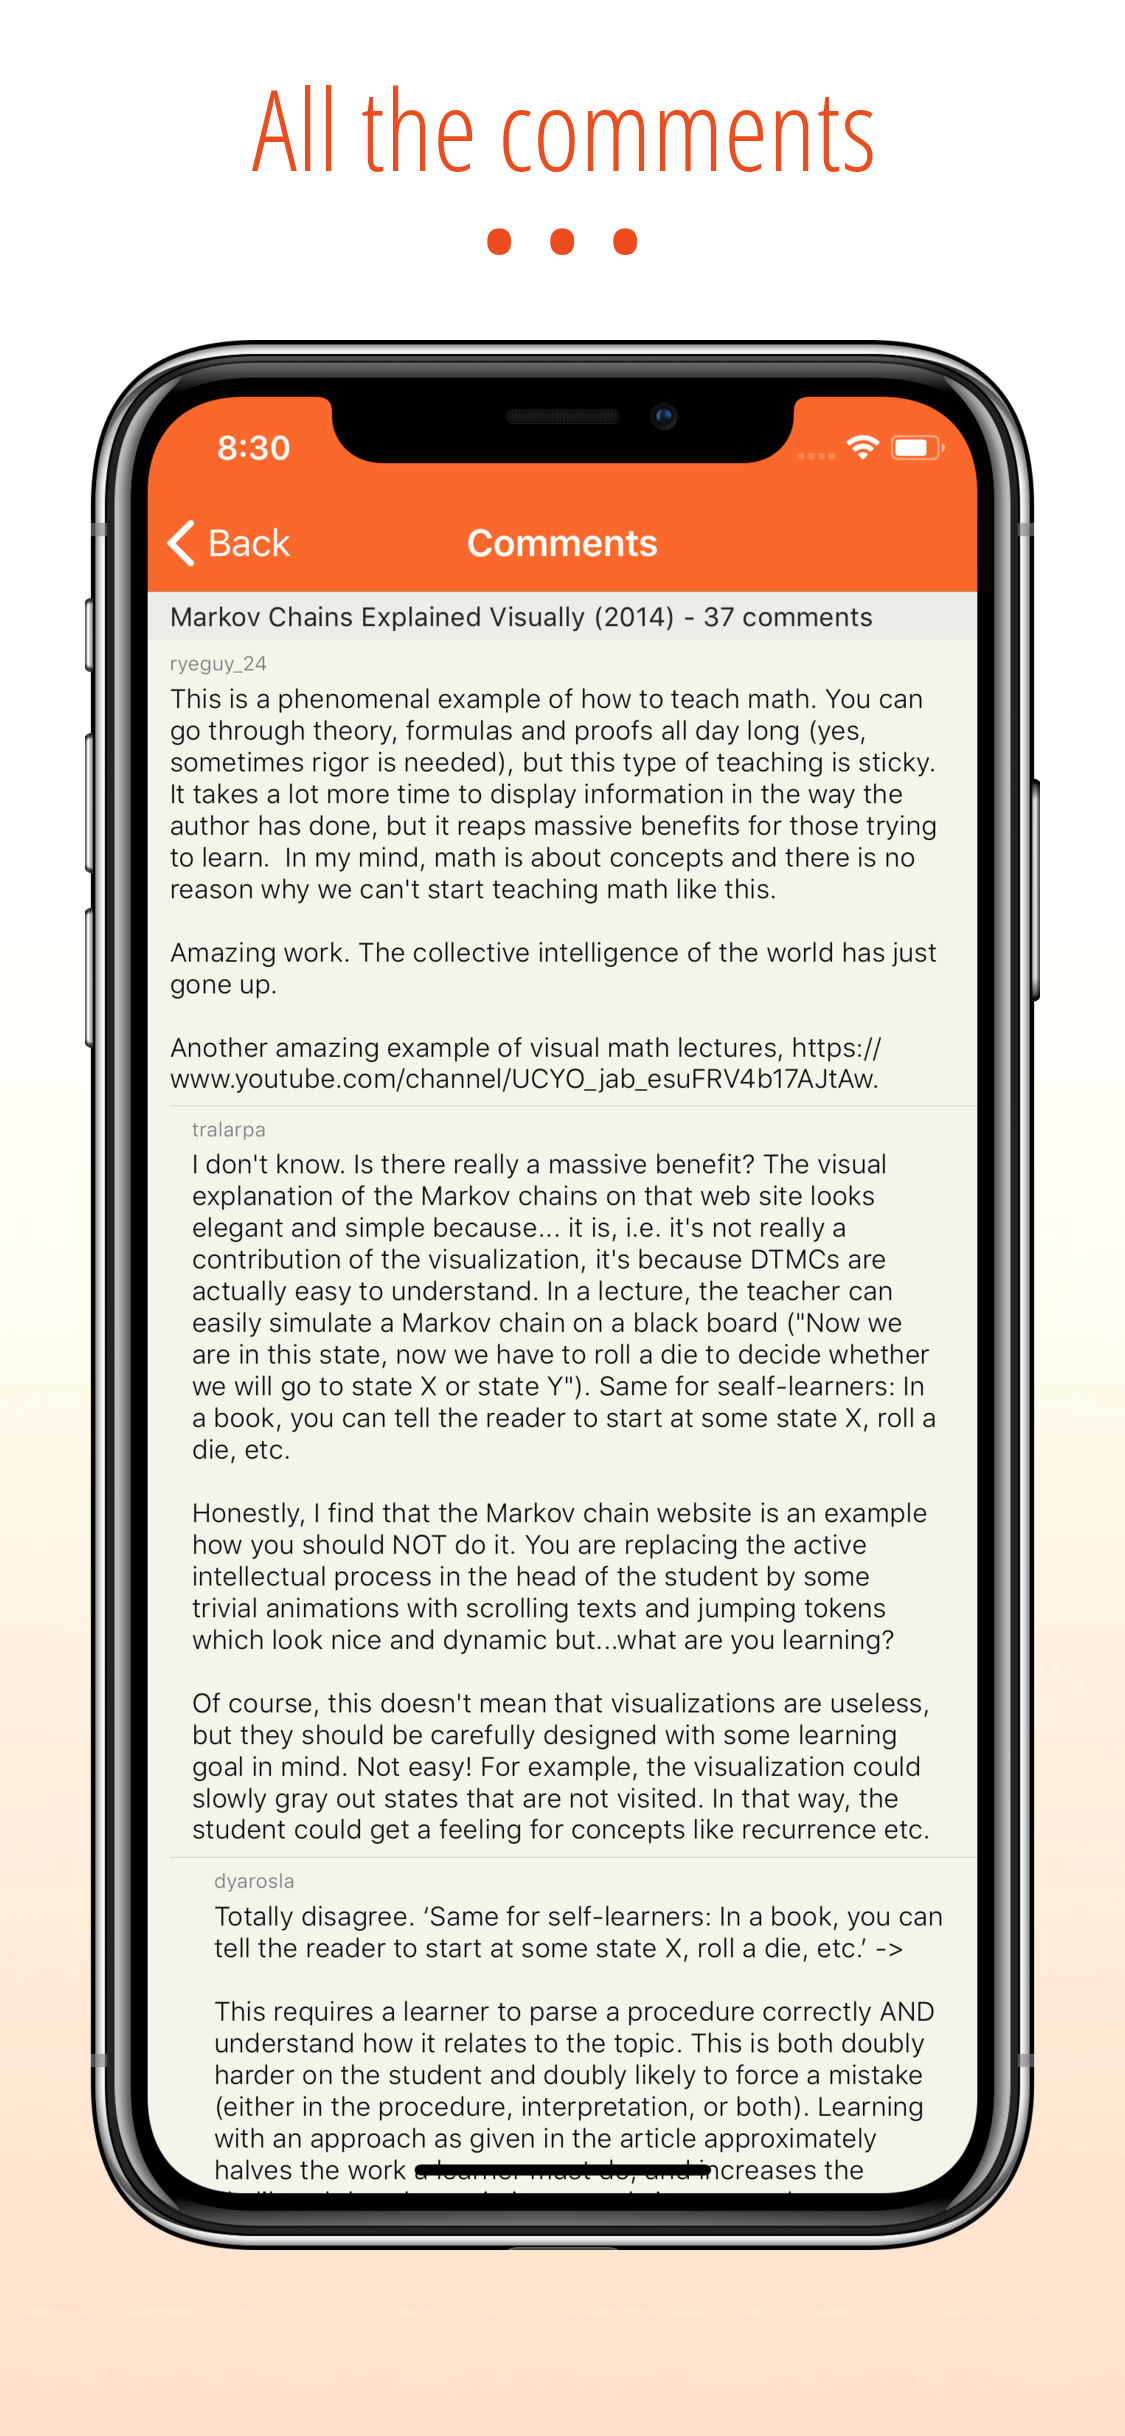 All the comments
...
8:30
Back
Comments
Markov Chains Explained Visually (2014) - 37 comments
ryeguy_24
This is a phenomenal example of how to teach math. You can
go through theory, formulas and proofs all day long (yes,
sometimes rigor is needed), but this type of teaching is sticky.
It takes a lot more time to display information in the way the
author has done, but it reaps massive benefits for those trying
to learn.  In my mind, math is about concepts and there is no
reason why we can't start teaching math like this.
Amazing work. The collective intelligence of the world has just
gone up.
Another amazing example of visual math lectures, https://
www.youtube.com/channel/UCYO_jab_esuFRV4b17AJtAw.
tralarpa
I don't know. Is there really a massive benefit? The visual
explanation of the Markov chains on that web site looks
elegant and simple because... it is, i.e. it's not really a
contribution of the visualization, it's because DTMCs are
actually easy to understand. In a lecture, the teacher can
easily simulate a Markov chain on a black board ("Now we
are in this state, now we have to roll a die to decide whether
we will go to state X or state Y"). Same for sealf-learners: In
a book, you can tell the reader to start at some state X, roll a
die, etc.
Honestly, I find that the Markov chain website is an example
how you should NOT do it. You are replacing the active
intellectual process in the head of the student by some
trivial animations with scrolling texts and jumping tokens
which look nice and dynamic but...what are you learning?
Of course, this doesn't mean that visualizations are useless,
but they should be carefully designed with some learning
goal in mind. Not easy! For example, the visualization could
slowly gray out states that are not visited. In that way, the
student could get a feeling for concepts like recurrence etc.
dyarosla
Totally disagree. ‘Same for self-learners: In a book, you can
tell the reader to start at some state X, roll a die, etc.’ ->
This requires a learner to parse a procedure correctly AND
understand how it relates to the topic. This is both doubly
harder on the student and doubly likely to force a mistake
(either in the procedure, interpretation, or both). Learning
with an approach as given in the article approximately
halves the work a learner must do, and increases the